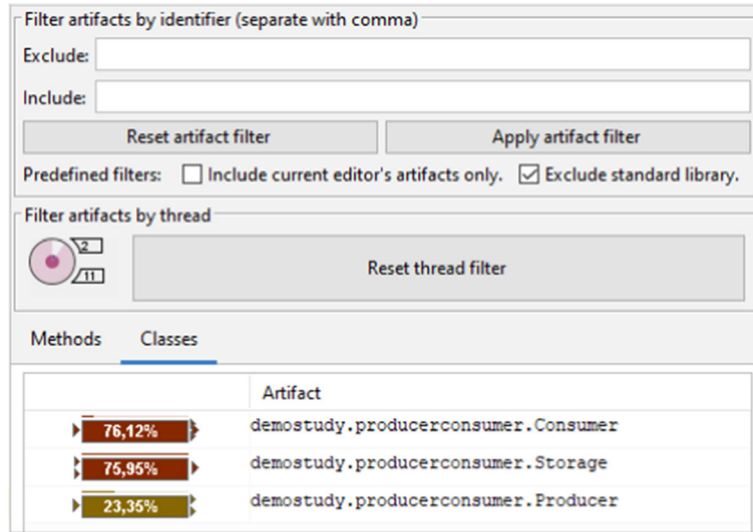 Filter artifacts by identifier (separate with comma)
Exclude:
Include:
Reset artifact filter Apply artifact filter
Predefined filters: Include current editor's artifacts only. Exclude standard library.
Filter artifacts by thread
2
11
Reset thread filter
Methods Classes
Artifact
76,12% demostudy.producerconsumer.Consumer
75,95% demostudy.producerconsumer.Storage
23,35% demostudy.producerconsumer.Producer